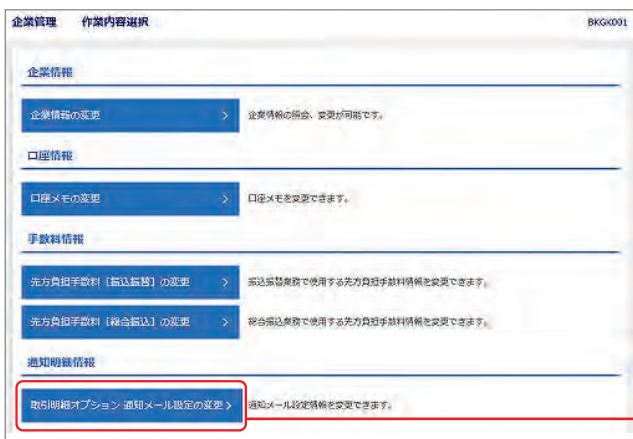 企業管理 作業内容選択 BKGK001
企業情報
企業情報の変更 > 企業情報の照会、変更が可能です。
口座情報
口座メモの変更 > 口座メモを変更できます。
手数料情報
先方負担手数料［振込振替］の変更 > 振込振替業務で使用する先方負担手数料情報を変更できます。
先方負担手数料［総合振込］の変更 > 総合振込業務で使用する先方負担手数料情報を変更できます。
通知明細情報
取引明細オプション 通知メール設定の変更 > 通知メール設定情報を変更できます。